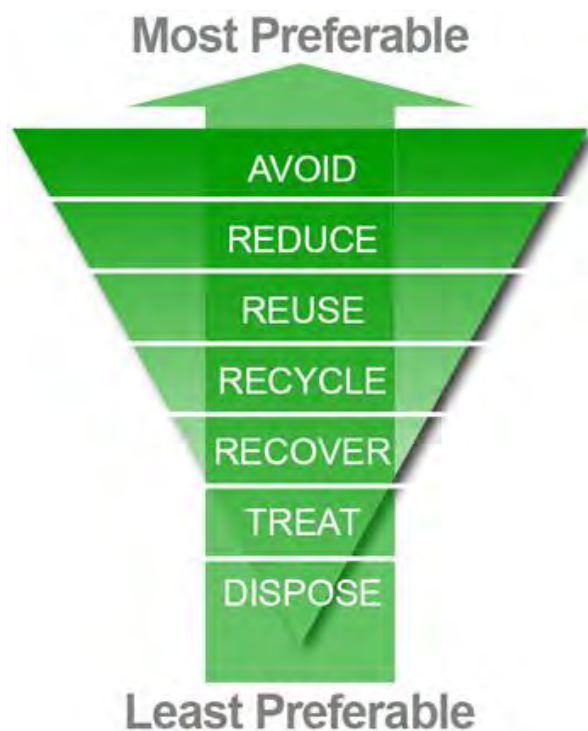 Most Preferable
AVOID
REDUCE
REUSE
RECYCLE
RECOVER
TREAT
DISPOSE
Least Preferable